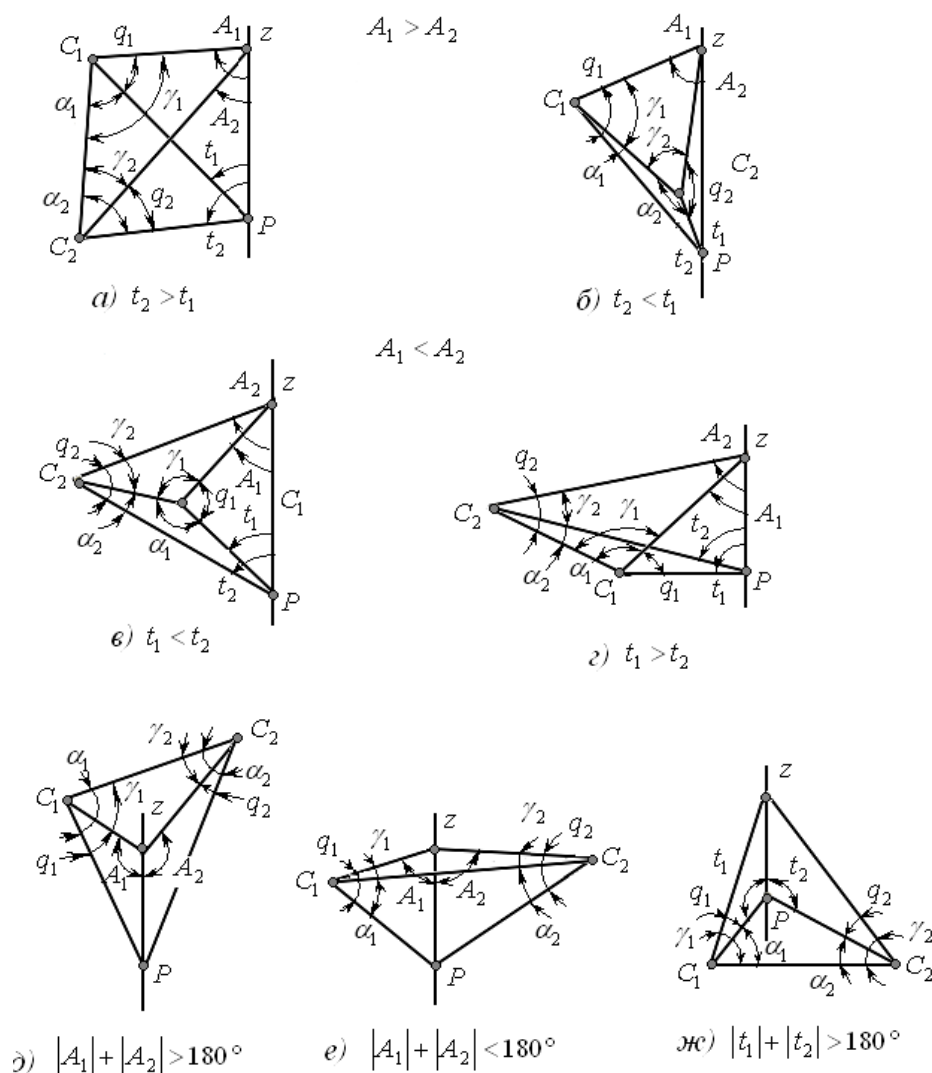 A₁ > A₂
C₁ q₁ A₁ z
α₁ γ₁ A₂
γ₂ t₁
α₂ q₂
C₂ t₂ P
а) t₂ > t₁
A₁ z
q₁ A₂
C₁ γ₁
γ₂ C₂
α₁ q₂
α₂ t₁
t₂ P
б) t₂ < t₁
A₁ < A₂
A₂ z
q₂ γ₂
C₂ γ₁ A₁ C₁
q₁ t₁
α₂ α₁
t₂ P
в) t₁ < t₂
A₂ z
q₂
C₂ γ₂ γ₁ t₂ A₁
α₂ α₁
C₁ q₁ t₁ P
г) t₁ > t₂
γ₂ C₂
α₁ α₂
C₁ γ₁ z q₂
q₁ A₁ A₂
P
д) |A₁| + |A₂| > 180°
z
q₁ γ₁ γ₂ q₂
C₁ A₁ A₂ C₂
α₁ α₂
P
е) |A₁| + |A₂| < 180°
z
t₁ t₂
q₁ q₂
γ₁ P γ₂
α₁
C₁ α₂ C₂
ж) |t₁| + |t₂| > 180°